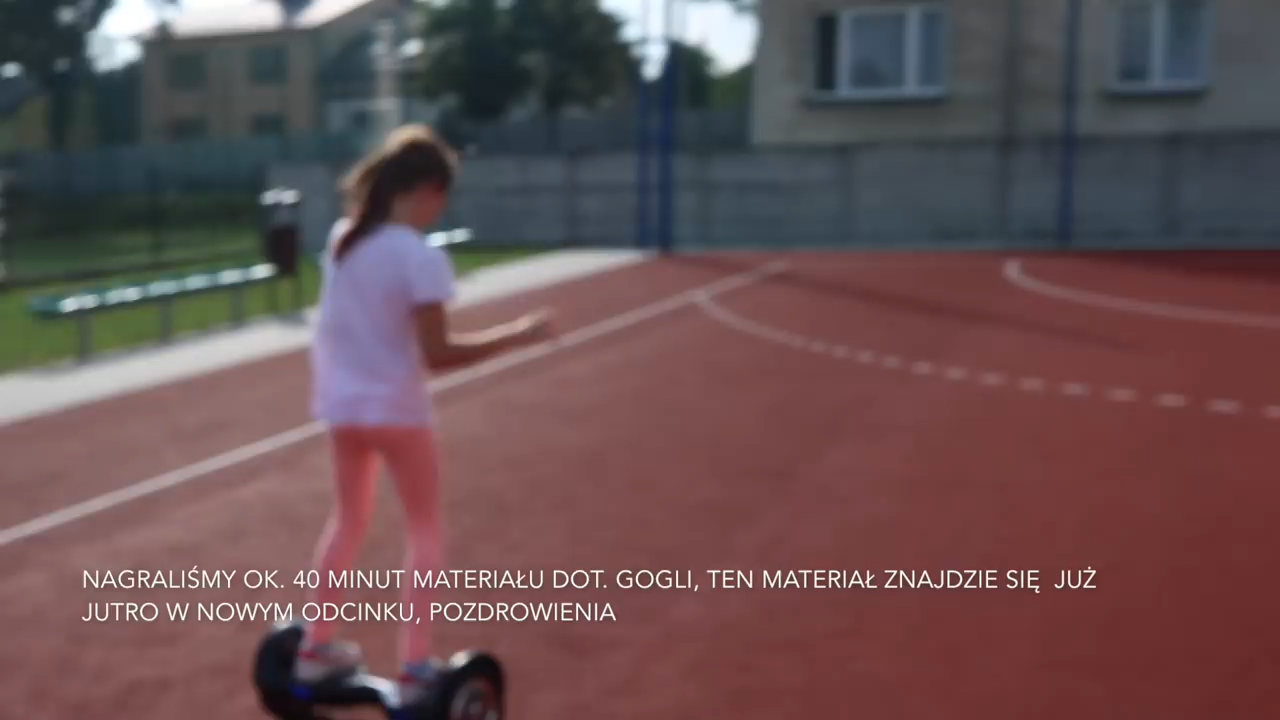 NAGRALIŚMY OK. 40 MINUT MATERIAŁU DOT. GOGLI, TEN MATERIAŁ ZNAJDZIE SIĘ JUŻ
JUTRO W NOWYM ODCINKU, POZDROWIENIA